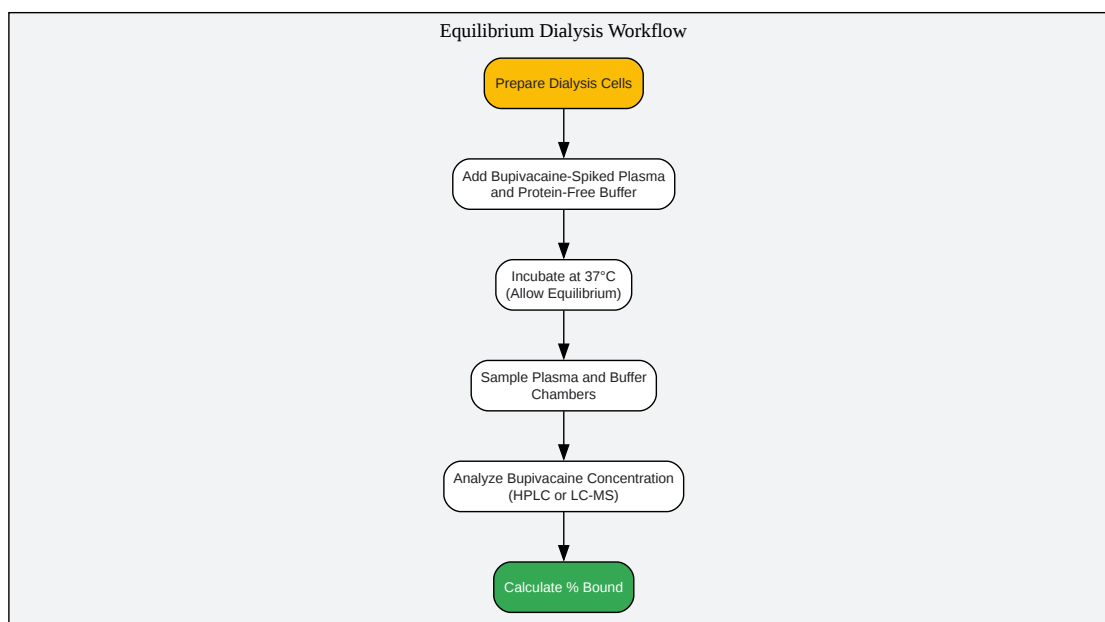 Equilibrium Dialysis Workflow
Prepare Dialysis Cells
Add Bupivacaine-Spiked Plasma
and Protein-Free Buffer
Incubate at 37°C
(Allow Equilibrium)
Sample Plasma and Buffer
Chambers
Analyze Bupivacaine Concentration
(HPLC or LC-MS)
Calculate % Bound